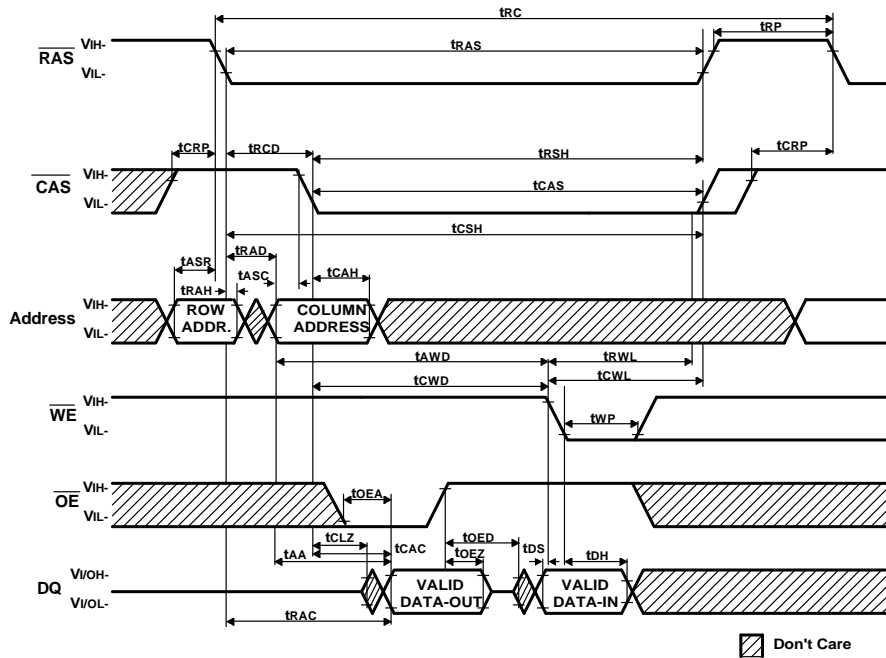 tRC
tRP
RAS VIH- VIL-
tRAS
tCRP tRCD tRSH tCRP
CAS VIH- VIL-
tCAS
tCSH
tASR tRAD
tRAH tASC tCAH
Address VIH- VIL-
ROW ADDR.
COLUMN ADDRESS
tAWD tRWL
tCWD tCWL
WE VIH- VIL-
tWP
OE VIH- VIL-
tOEA
tCLZ tOED
tAA tCAC tOEZ tDS tDH
DQ VI/OH- VI/OL-
VALID DATA-OUT
VALID DATA-IN
tRAC
Don't Care